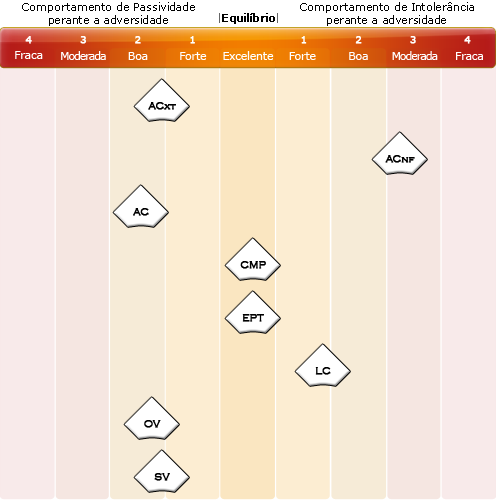 Comportamento de Passividade
perante a adversidade
|Equilíbrio|
Comportamento de Intolerância
perante a adversidade
4 3 2 1 1 2 3 4
Fraca Moderada Boa Forte Excelente Forte Boa Moderada Fraca
ACXT
ACNF
AC
CMP
EPT
LC
OV
SV